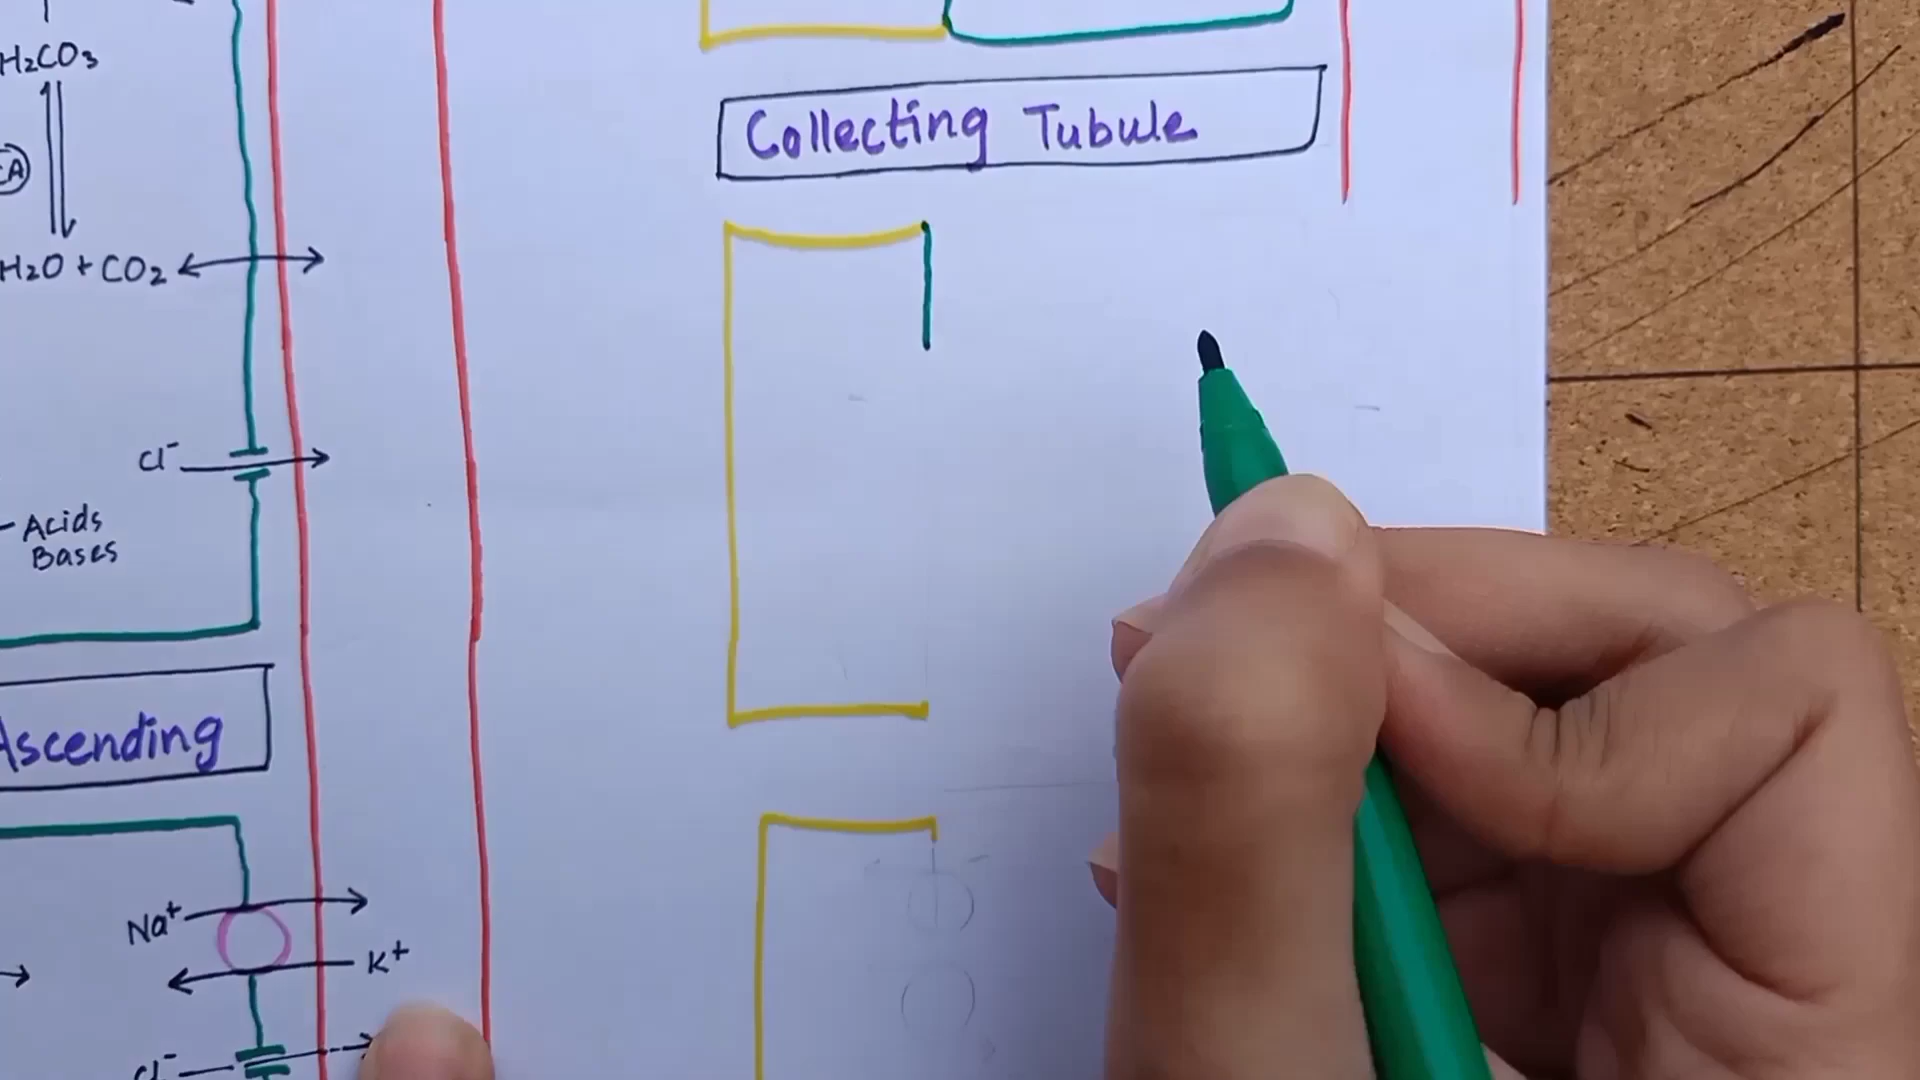 H₂CO₃
CA
H₂O + CO₂
Cl⁻
Acids
Bases
Ascending
Na⁺
K⁺
Cl⁻
Collecting Tubule